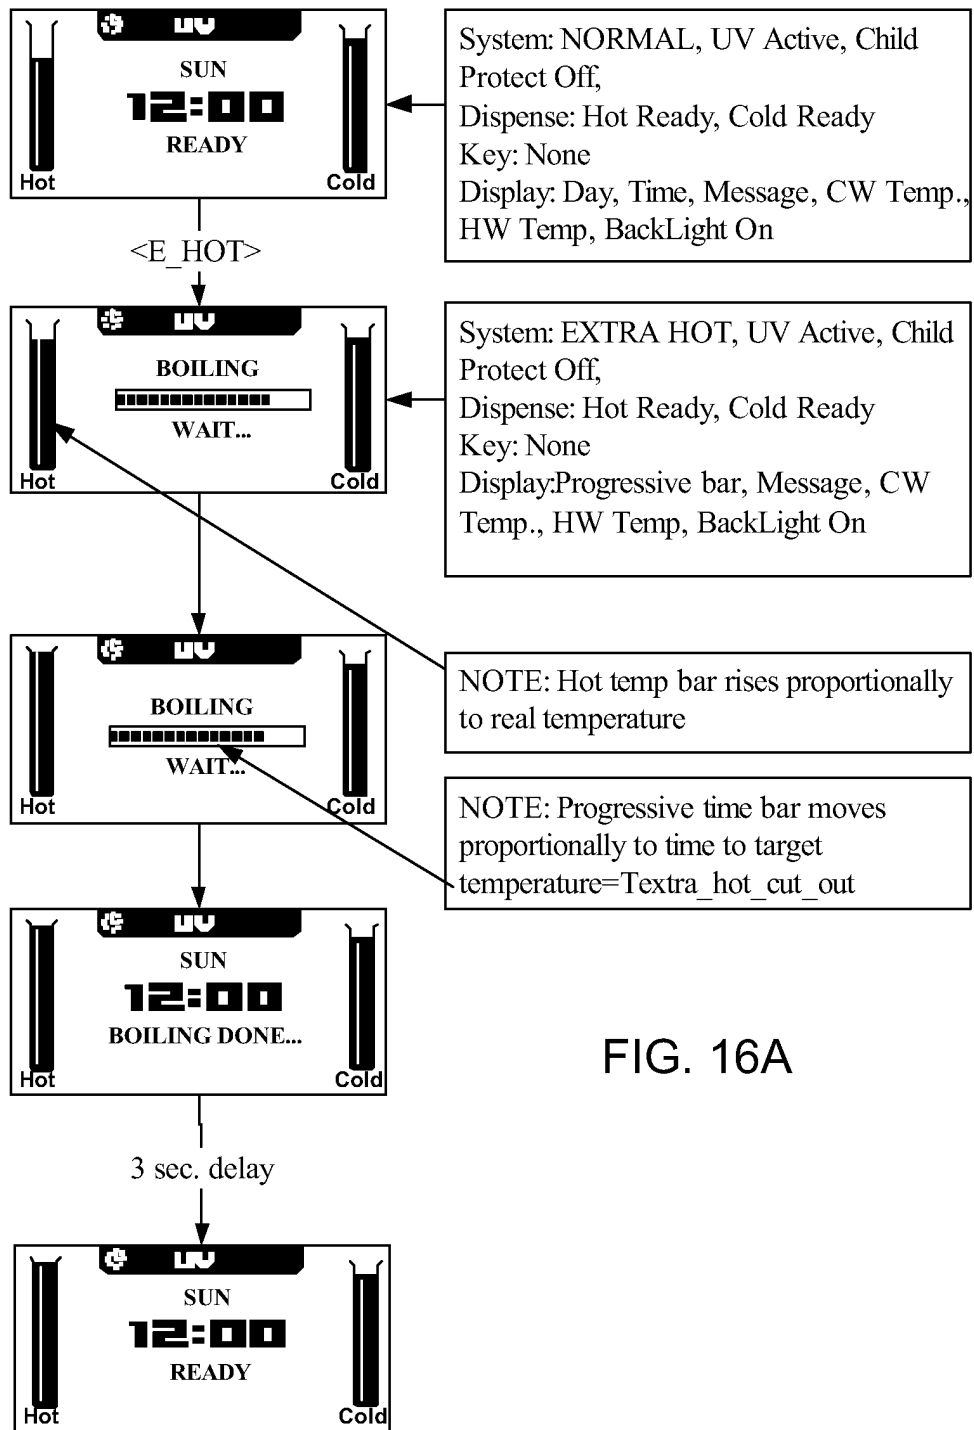 UV
SUN
12:00
READY
Hot
Cold
System: NORMAL, UV Active, Child
Protect Off,
Dispense: Hot Ready, Cold Ready
Key: None
Display: Day, Time, Message, CW Temp.,
HW Temp, BackLight On
<E_HOT>
UV
BOILING
WAIT...
Hot
Cold
System: EXTRA HOT, UV Active, Child
Protect Off,
Dispense: Hot Ready, Cold Ready
Key: None
Display:Progressive bar, Message, CW
Temp., HW Temp, BackLight On
UV
BOILING
WAIT...
Hot
Cold
NOTE: Hot temp bar rises proportionally
to real temperature
NOTE: Progressive time bar moves
proportionally to time to target
temperature=Textra_hot_cut_out
UV
SUN
12:00
BOILING DONE...
Hot
Cold
FIG. 16A
3 sec. delay
UV
SUN
12:00
READY
Hot
Cold